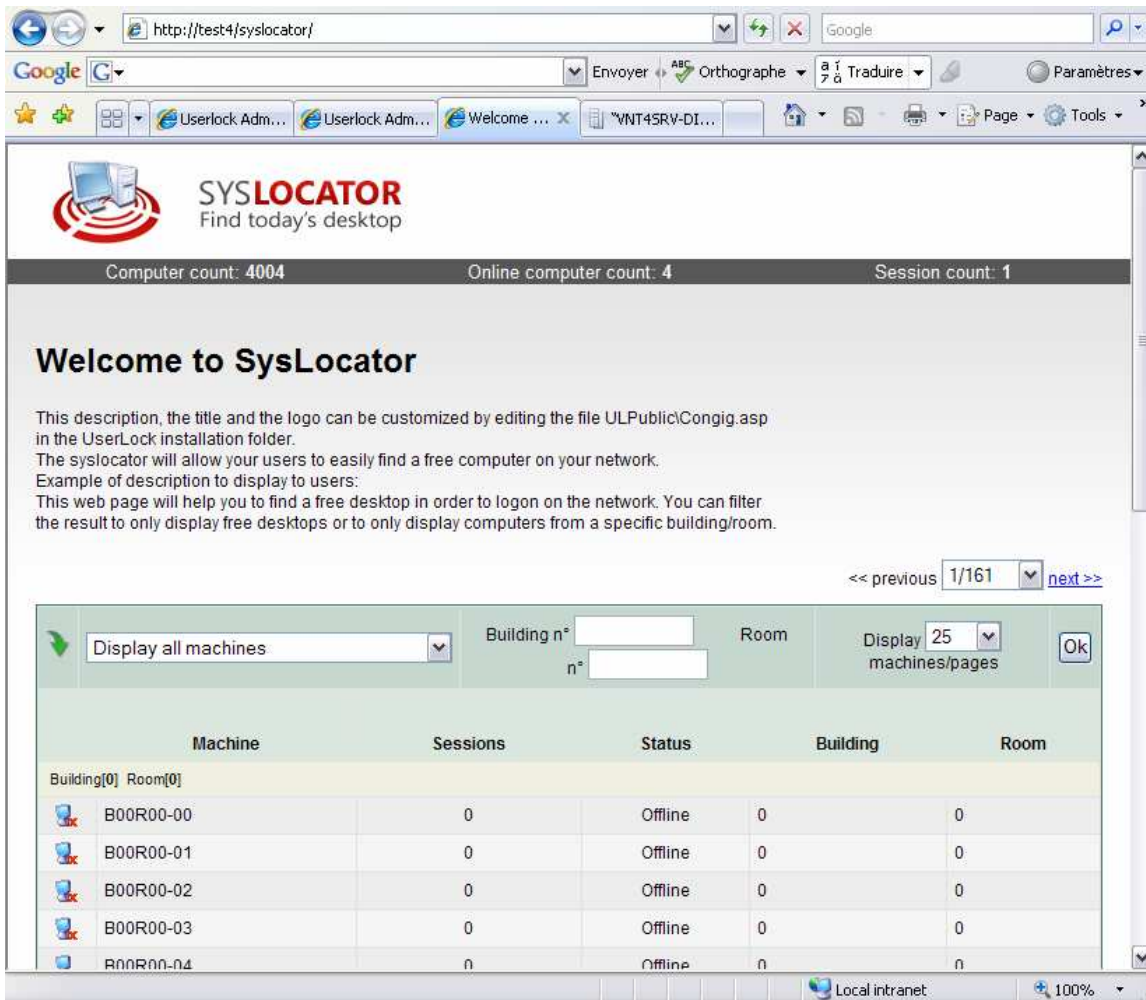 http://test4/syslocator/
Google
Google G
Envoyer ABC Orthographe Traduire Paramètres
Userlock Adm... Userlock Adm... Welcome ... X "VNT4SRV-DI... Page Tools
SYSLOCATOR
Find today's desktop
Computer count: 4004 Online computer count: 4 Session count: 1
Welcome to SysLocator
This description, the title and the logo can be customized by editing the file ULPublic\Congig.asp
in the UserLock installation folder.
The syslocator will allow your users to easily find a free computer on your network.
Example of description to display to users:
This web page will help you to find a free desktop in order to logon on the network. You can filter
the result to only display free desktops or to only display computers from a specific building/room.
<< previous 1/161 next >>
Display all machines Building n° Room n° Display 25 machines/pages Ok
Machine Sessions Status Building Room
Building[0] Room[0]
B00R00-00 0 Offline 0 0
B00R00-01 0 Offline 0 0
B00R00-02 0 Offline 0 0
B00R00-03 0 Offline 0 0
B00R00-04 0 Offline 0 0
Local intranet 100%